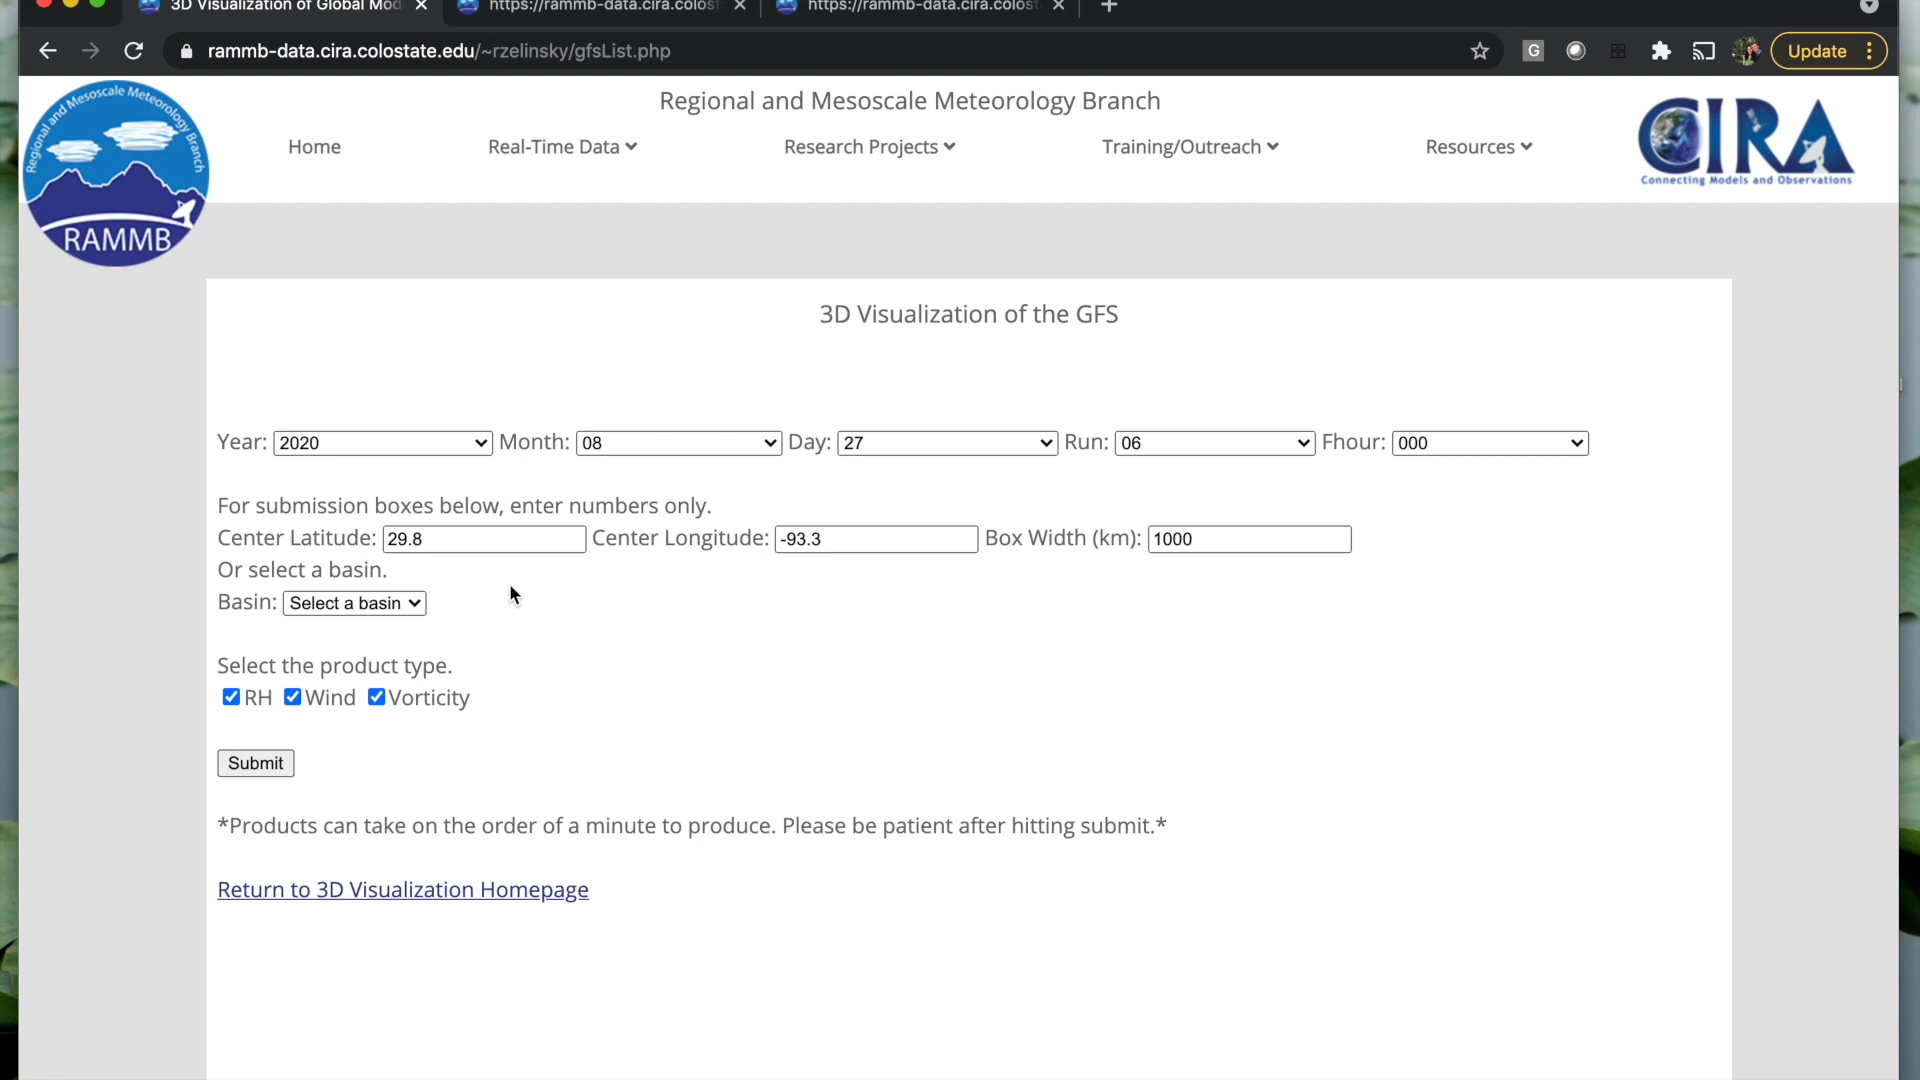 3D Visualization of Global Mod
https://rammb-data.cira.colost
https://rammb-data.cira.colost
rammb-data.cira.colostate.edu/~rzelinsky/gfsList.php
G
Update
Regional and Mesoscale Meteorology Branch
RAMMB
Regional and Mesoscale Meteorology Branch
Home
Real-Time Data
Research Projects
Training/Outreach
Resources
CIRA
Connecting Models and Observations
3D Visualization of the GFS
Year: 2020 Month: 08 Day: 27 Run: 06 Fhour: 000
For submission boxes below, enter numbers only.
Center Latitude: 29.8 Center Longitude: -93.3 Box Width (km): 1000
Or select a basin.
Basin: Select a basin
Select the product type.
RH Wind Vorticity
Submit
*Products can take on the order of a minute to produce. Please be patient after hitting submit.*
Return to 3D Visualization Homepage